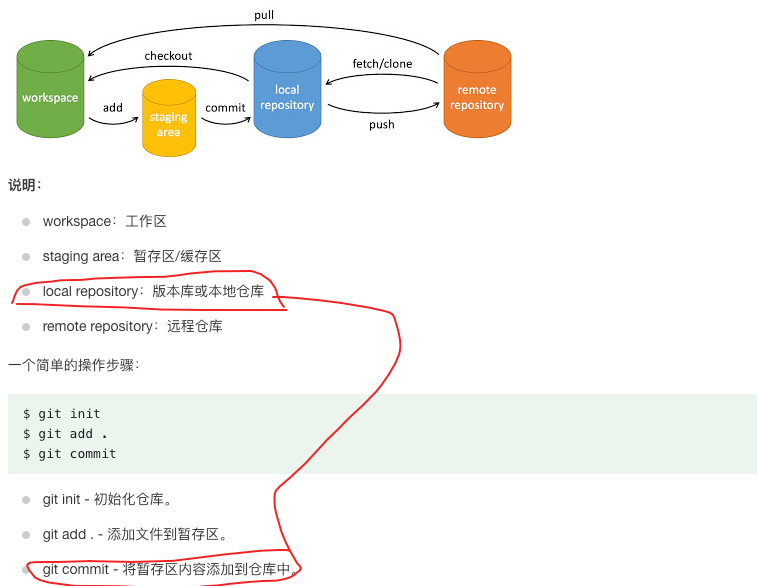 pull
checkout
fetch/clone
workspace
local
repository
remote
repository
add
staging
area
commit
push
说明：
workspace：工作区
staging area：暂存区/缓存区
local repository：版本库或本地仓库
remote repository：远程仓库
一个简单的操作步骤：
$ git init
$ git add .
$ git commit
git init - 初始化仓库。
git add . - 添加文件到暂存区。
git commit - 将暂存区内容添加到仓库中。